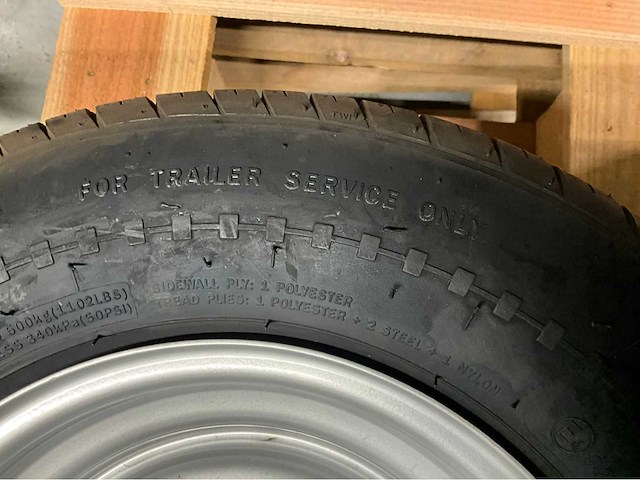 TWI
FOR TRAILER SERVICE ONLY
500kg(1102LBS)
340kPa(50PSI)
SIDEWALL PLY: 1 POLYESTER
TREAD PLIES: 1 POLYESTER + 2 STEEL + 1 NYLON